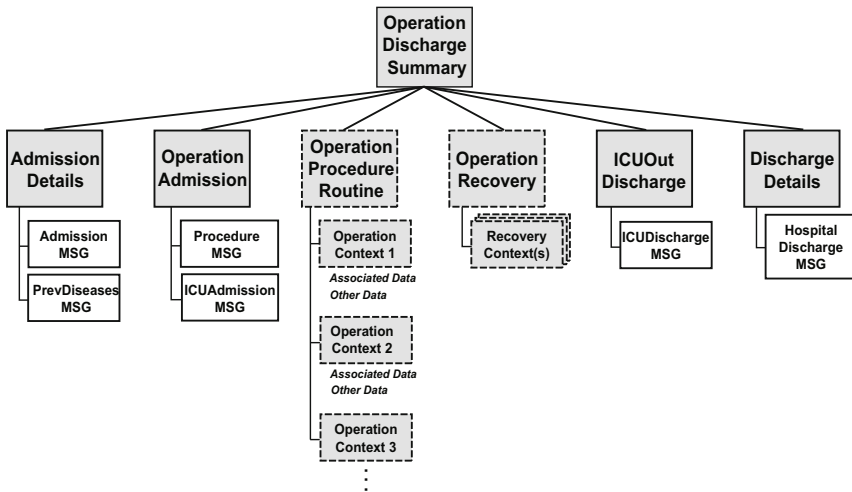 Operation
Discharge
Summary
Admission
Details
Operation
Admission
Operation
Procedure
Routine
Operation
Recovery
ICUOut
Discharge
Discharge
Details
Admission
MSG
PrevDiseases
MSG
Procedure
MSG
ICUAdmission
MSG
Operation
Context 1
Associated Data
Other Data
Operation
Context 2
Associated Data
Other Data
Operation
Context 3
Recovery
Context(s)
ICUDischarge
MSG
Hospital
Discharge
MSG